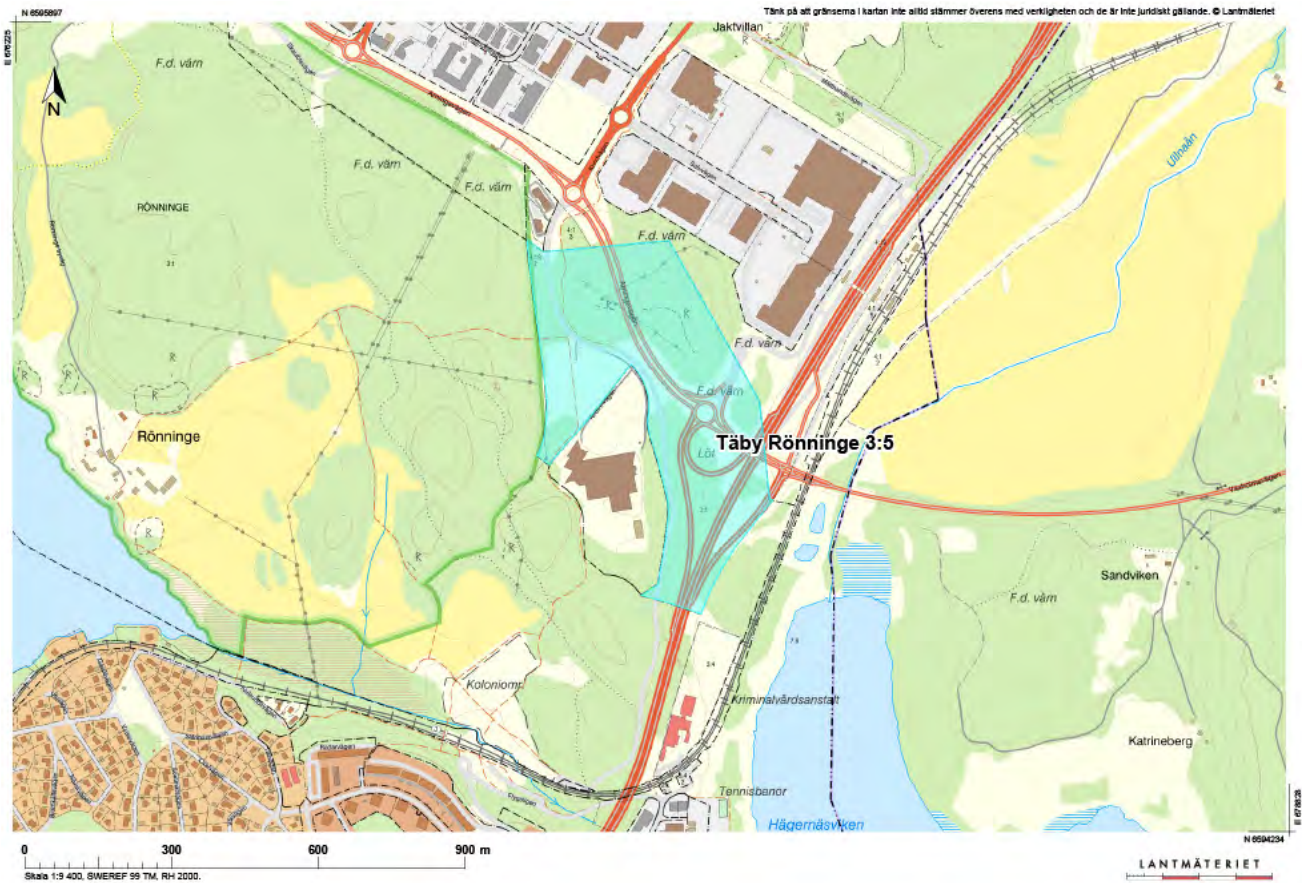 N 6595897
Tänk på att gränserna i kartan inte alltid stämmer överens med verkligheten och de är inte juridiskt gällande. © Lantmäteriet
E 676225
Jaktvillan
F.d. värn
N
F.d. värn
F.d. värn
RÖNNINGE
F.d. värn
Ullnaån
R
R
R
F.d. värn
R
R
R
F.d. värn
Rönninge
Löt
Täby Rönninge 3:5
R
R
R
Sandviken
F.d. värn
Koloniomr.
Kriminalvårdsanstalt
Katrineberg
Tennisbanor
Hägernäsviken
N 6594234
0 300 600 900 m
Skala 1:9 400, SWEREF 99 TM, RH 2000.
LANTMÄTERIET